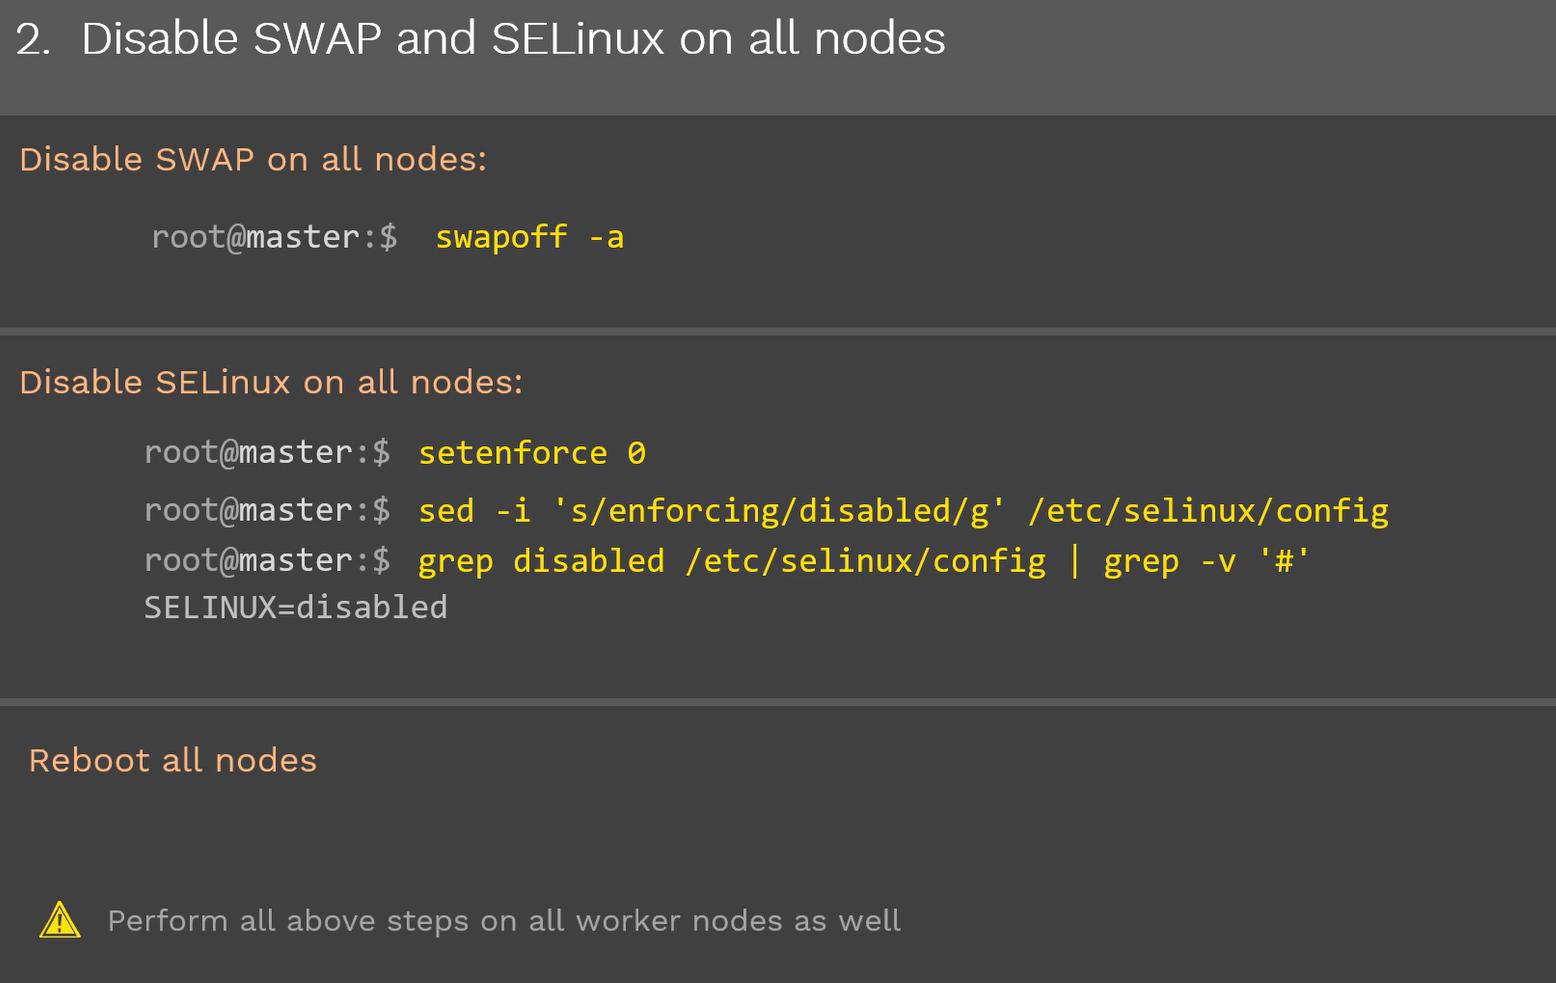 2. Disable SWAP and SELinux on all nodes
Disable SWAP on all nodes:
root@master:$ swapoff -a
Disable SELinux on all nodes:
root@master:$ setenforce 0
root@master:$ sed -i 's/enforcing/disabled/g' /etc/selinux/config
root@master:$ grep disabled /etc/selinux/config | grep -v '#'
SELINUX=disabled
Reboot all nodes
Perform all above steps on all worker nodes as well